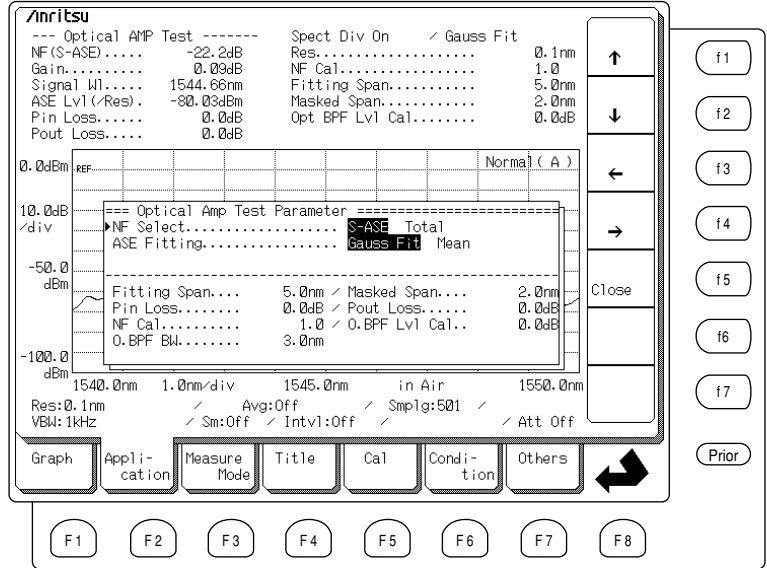 Anritsu
--- Optical AMP Test ------- Spect Div On / Gauss Fit
NF(S-ASE)..... -22.2dB Res.................... 0.1nm
Gain.......... 0.09dB NF Cal................. 1.0
Signal Wl..... 1544.66nm Fitting Span........... 5.0nm
ASE Lvl(/Res). -80.03dBm Masked Span............ 2.0nm
Pin Loss...... 0.0dB Opt BPF Lvl Cal........ 0.0dB
Pout Loss..... 0.0dB
0.0dBm REF Normal( A )
10.0dB /div
-50.0 dBm
-100.0 dBm
=== Optical Amp Test Parameter ======================
NF Select................... S-ASE Total
ASE Fitting................. Gauss Fit Mean
Fitting Span.... 5.0nm / Masked Span.... 2.0nm
Pin Loss........ 0.0dB / Pout Loss...... 0.0dB
NF Cal.......... 1.0 / O.BPF Lvl Cal.. 0.0dB
O.BPF BW........ 3.0nm
1540.0nm 1.0nm/div 1545.0nm in Air 1550.0nm
Res:0.1nm / Avg:Off / Smplg:501 /
VBW:1kHz / Sm:Off / Intvl:Off / / Att Off
↑
↓
←
→
Close
Graph
Appli-
cation
Measure
Mode
Title
Cal
Condi-
tion
Others
f1
f2
f3
f4
f5
f6
f7
Prior
F1 F2 F3 F4 F5 F6 F7 F8